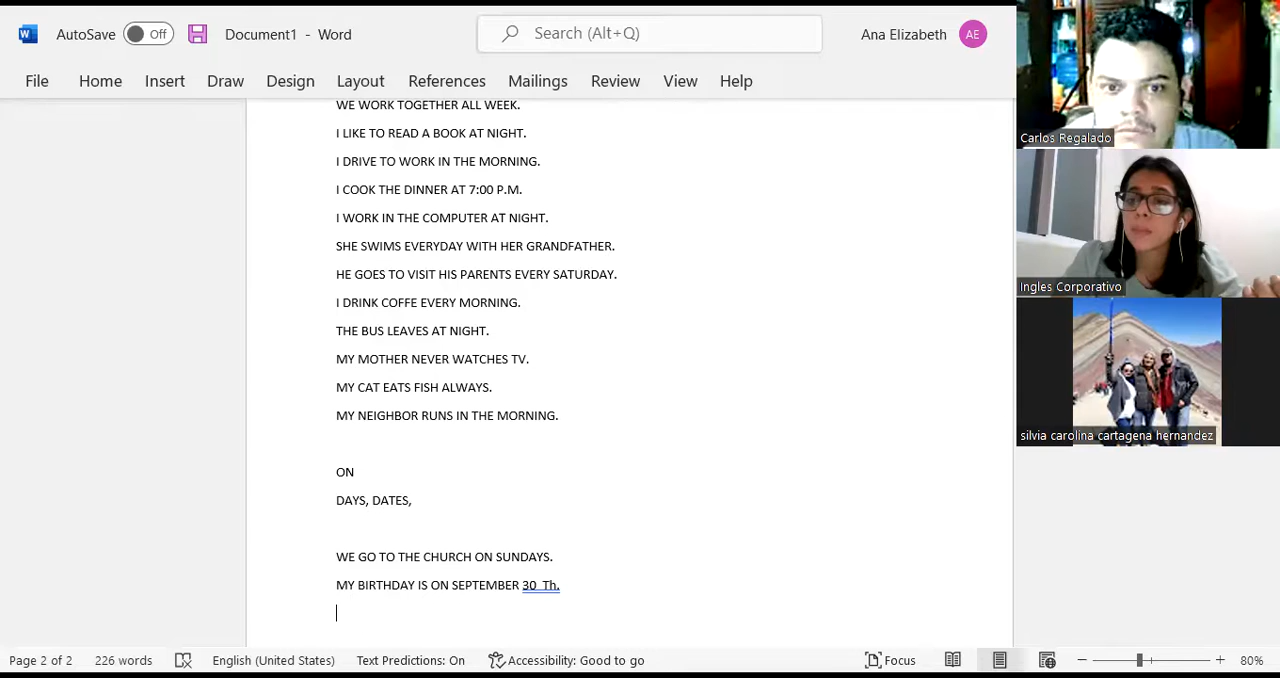 AutoSave Off Document1 - Word Search (Alt+Q) Ana Elizabeth AE
File Home Insert Draw Design Layout References Mailings Review View Help
WE WORK TOGETHER ALL WEEK.
I LIKE TO READ A BOOK AT NIGHT.
I DRIVE TO WORK IN THE MORNING.
I COOK THE DINNER AT 7:00 P.M.
I WORK IN THE COMPUTER AT NIGHT.
SHE SWIMS EVERYDAY WITH HER GRANDFATHER.
HE GOES TO VISIT HIS PARENTS EVERY SATURDAY.
I DRINK COFFE EVERY MORNING.
THE BUS LEAVES AT NIGHT.
MY MOTHER NEVER WATCHES TV.
MY CAT EATS FISH ALWAYS.
MY NEIGHBOR RUNS IN THE MORNING.
ON
DAYS, DATES,
WE GO TO THE CHURCH ON SUNDAYS.
MY BIRTHDAY IS ON SEPTEMBER 30 Th.
Page 2 of 2 226 words English (United States) Text Predictions: On Accessibility: Good to go Focus 80%
Carlos Regalado
Ingles Corporativo
silvia carolina cartagena hernandez